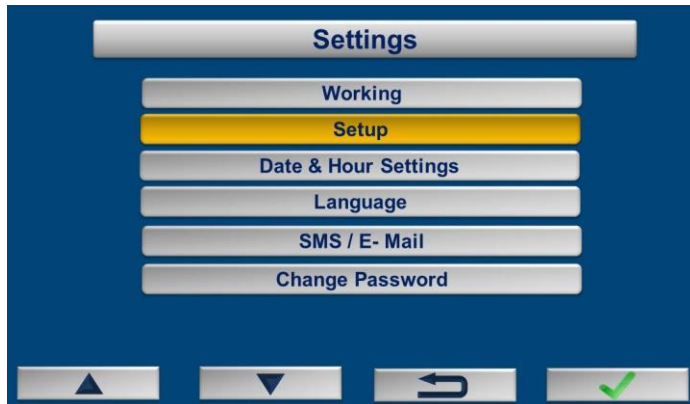 Settings
Working
Setup
Date & Hour Settings
Language
SMS / E- Mail
Change Password